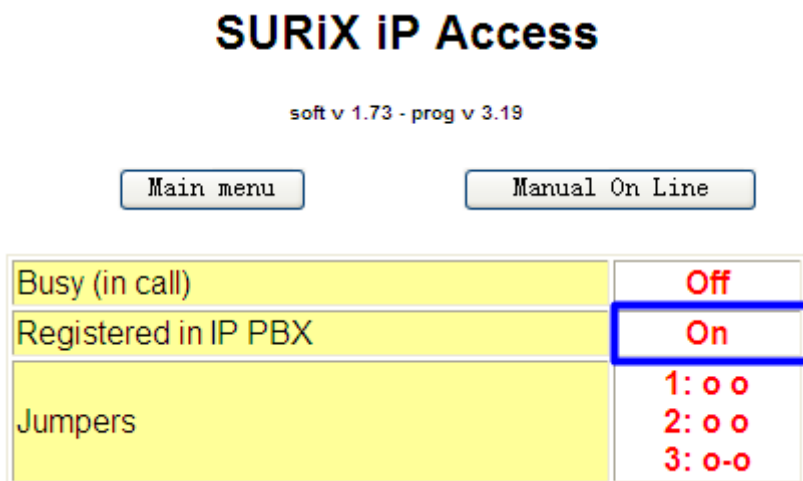 SURiX iP Access
soft v 1.73 - prog v 3.19
Main menu Manual On Line
Busy (in call) Off
Registered in IP PBX On
Jumpers 1: o o
2: o o
3: o-o